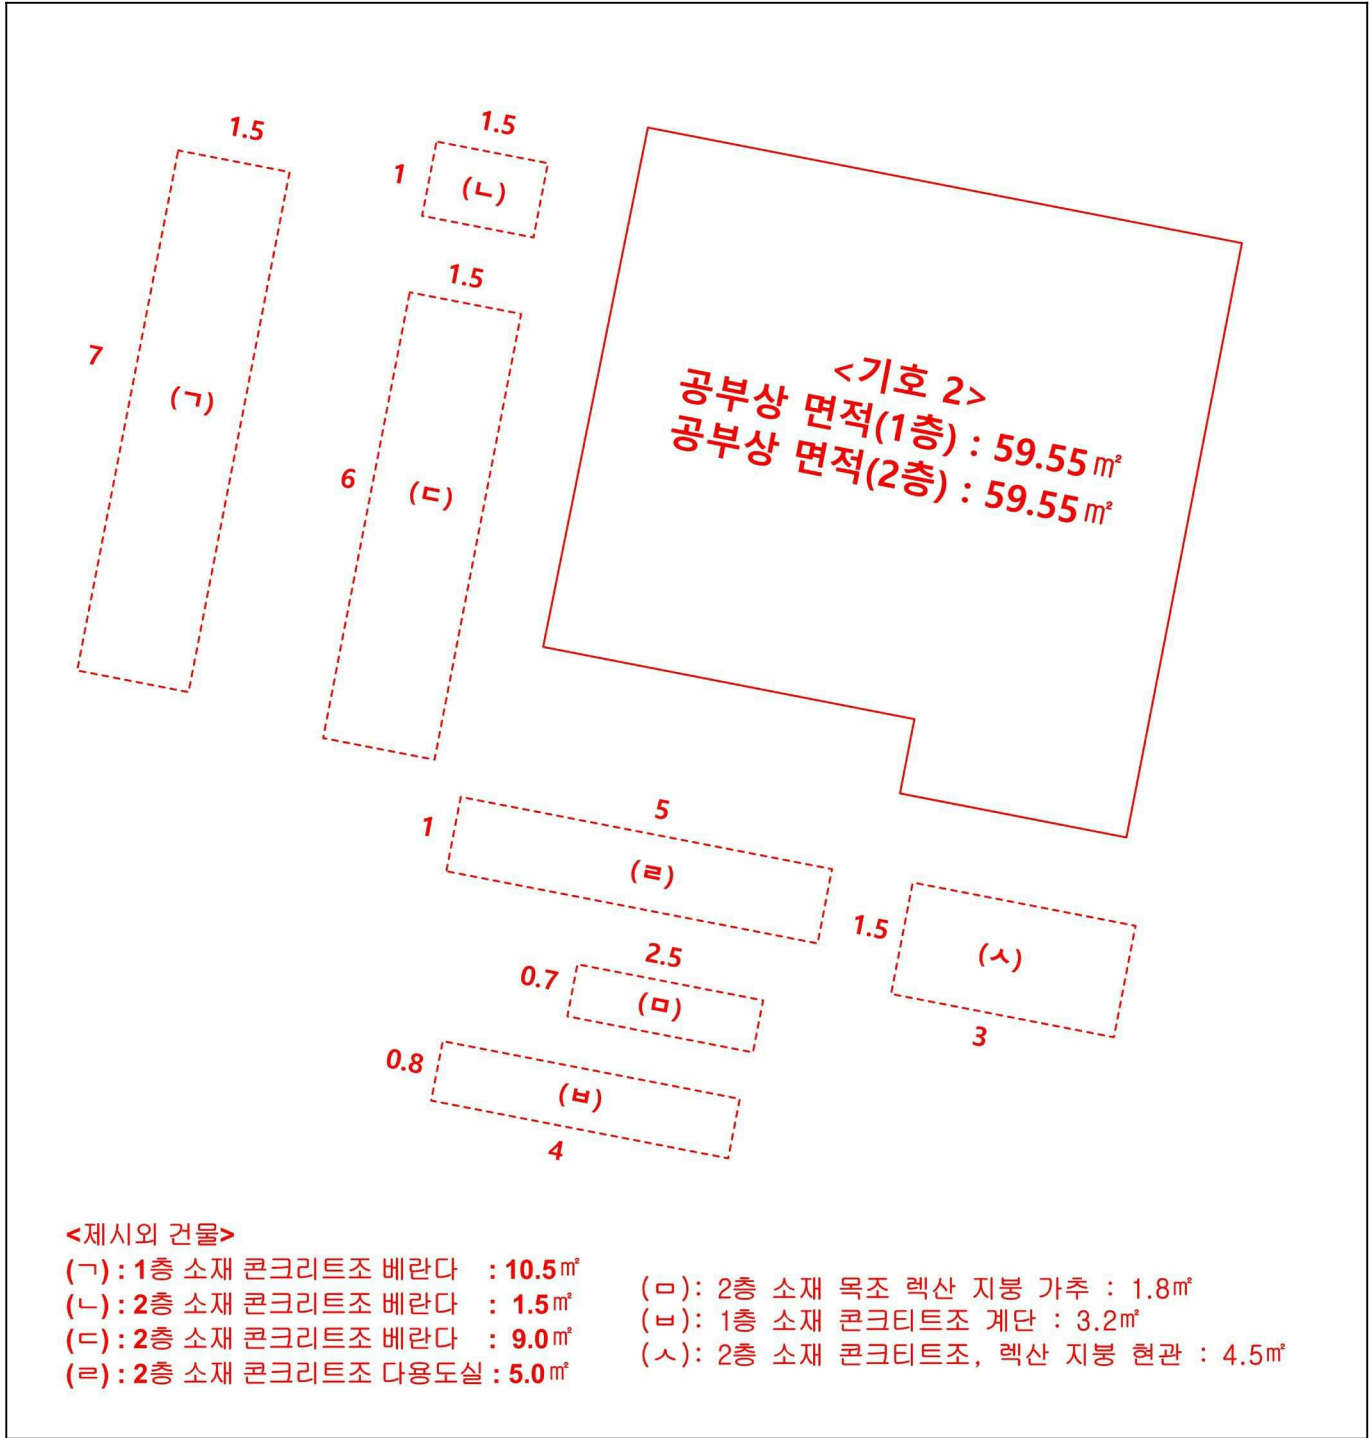 1.5
1.5
1
(ㄴ)
1.5
7
(ㄱ)
6
(ㄷ)
<기호 2>
공부상 면적(1층) : 59.55㎡
공부상 면적(2층) : 59.55㎡
5
1
(ㄹ)
1.5
(ㅅ)
3
2.5
0.7
(ㅁ)
0.8
(ㅂ)
4
<제시외 건물>
(ㄱ) : 1층 소재 콘크리트조 베란다 : 10.5㎡
(ㄴ) : 2층 소재 콘크리트조 베란다 : 1.5㎡
(ㄷ) : 2층 소재 콘크리트조 베란다 : 9.0㎡
(ㄹ) : 2층 소재 콘크리트조 다용도실 : 5.0㎡
(ㅁ): 2층 소재 목조 렉산 지붕 가추 : 1.8㎡
(ㅂ): 1층 소재 콘크티트조 계단 : 3.2㎡
(ㅅ): 2층 소재 콘크티트조, 렉산 지붕 현관 : 4.5㎡